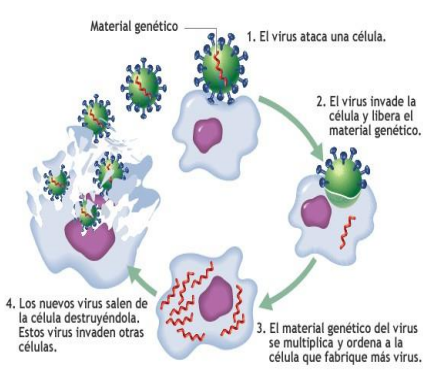 Material genético
1. El virus ataca una célula.
2. El virus invade la
célula y libera el
material genético.
3. El material genético del virus
se multiplica y ordena a la
célula que fabrique más virus.
4. Los nuevos virus salen de
la célula destruyéndola.
Estos virus invaden otras
células.